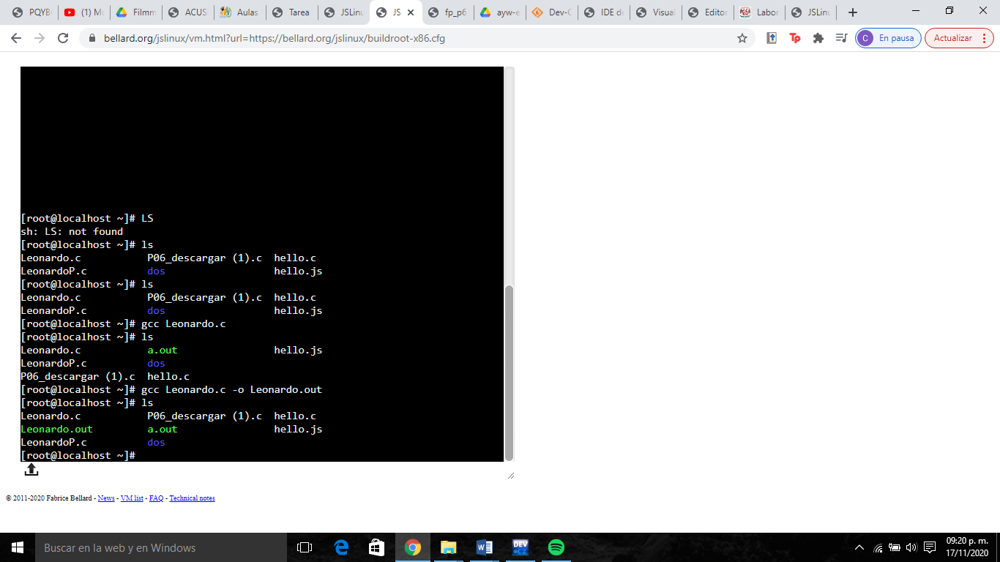 PQYB
(1) M
Filmm
ACUS
Aulas
Tarea
JSLinu
JS
fp_p6
ayw-e
Dev-C
IDE de
Visual
Editor
Labor
JSLinu
bellard.org/jslinux/vm.html?url=https://bellard.org/jslinux/buildroot-x86.cfg
Tp
C En pausa
Actualizar
[root@localhost ~]# LS
sh: LS: not found
[root@localhost ~]# ls
Leonardo.c P06_descargar (1).c hello.c
LeonardoP.c dos hello.js
[root@localhost ~]# ls
Leonardo.c P06_descargar (1).c hello.c
LeonardoP.c dos hello.js
[root@localhost ~]# gcc Leonardo.c
[root@localhost ~]# ls
Leonardo.c a.out hello.js
LeonardoP.c dos
P06_descargar (1).c hello.c
[root@localhost ~]# gcc Leonardo.c -o Leonardo.out
[root@localhost ~]# ls
Leonardo.c P06_descargar (1).c hello.c
Leonardo.out a.out hello.js
LeonardoP.c dos
[root@localhost ~]#
© 2011-2020 Fabrice Bellard - News - VM list - FAQ - Technical notes
Buscar en la web y en Windows
DEV
09:20 p. m.
17/11/2020